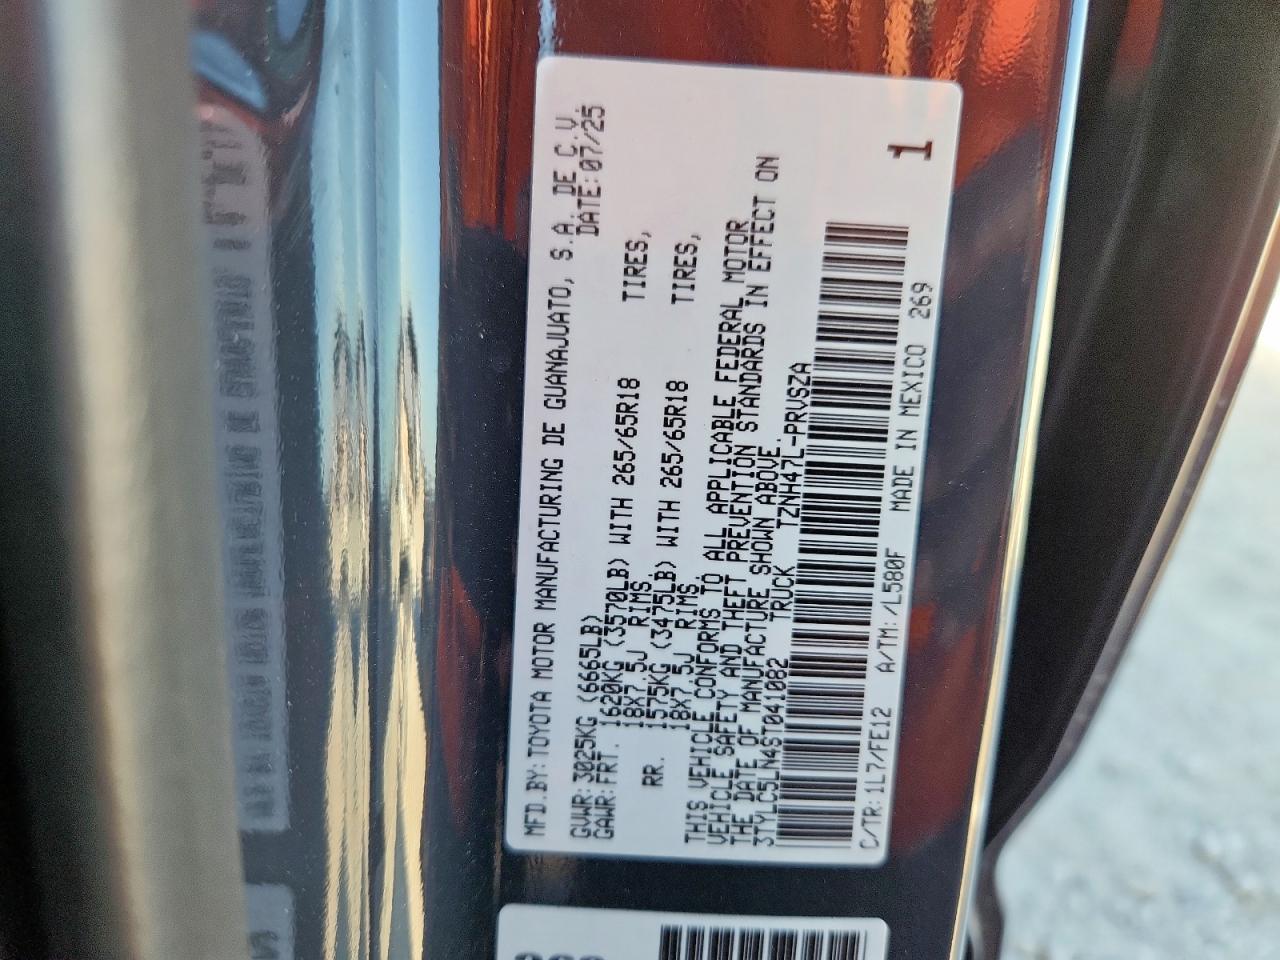 MFD.BY:TOYOTA MOTOR MANUFACTURING DE GUANAJUATO, S.A. DE C.V.
DATE:07/25
GVWR:3025KG (6665LB)
GAWR:FRT. 1620KG (3570LB) WITH 265/65R18 TIRES,
18X7.5J RIMS.
RR. 1575KG (3475LB) WITH 265/65R18 TIRES,
18X7.5J RIMS.
THIS VEHICLE CONFORMS TO ALL APPLICABLE FEDERAL MOTOR
VEHICLE SAFETY AND THEFT PREVENTION STANDARDS IN EFFECT ON
THE DATE OF MANUFACTURE SHOWN ABOVE.
3TYLC5LN4ST041082 TRUCK TZNH47L-PRVSZA
1
C/TR:1L7/FE12 A/TM:/L580F MADE IN MEXICO 269